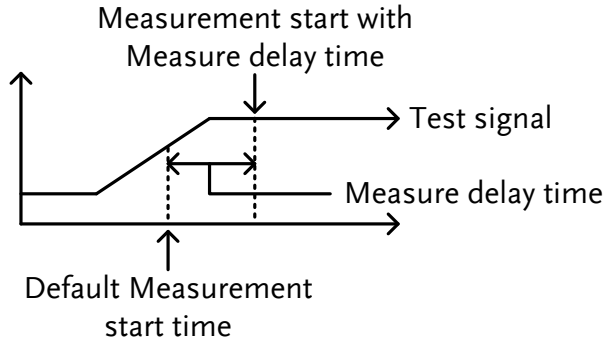 Measurement start with
Measure delay time
Test signal
Measure delay time
Default Measurement
start time